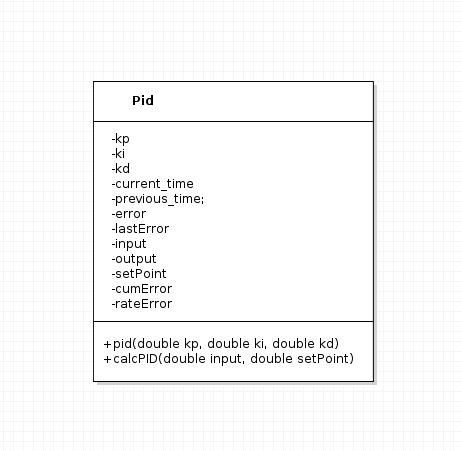 Pid
-kp
-ki
-kd
-current_time
-previous_time;
-error
-lastError
-input
-output
-setPoint
-cumError
-rateError
+pid(double kp, double ki, double kd)
+calcPID(double input, double setPoint)